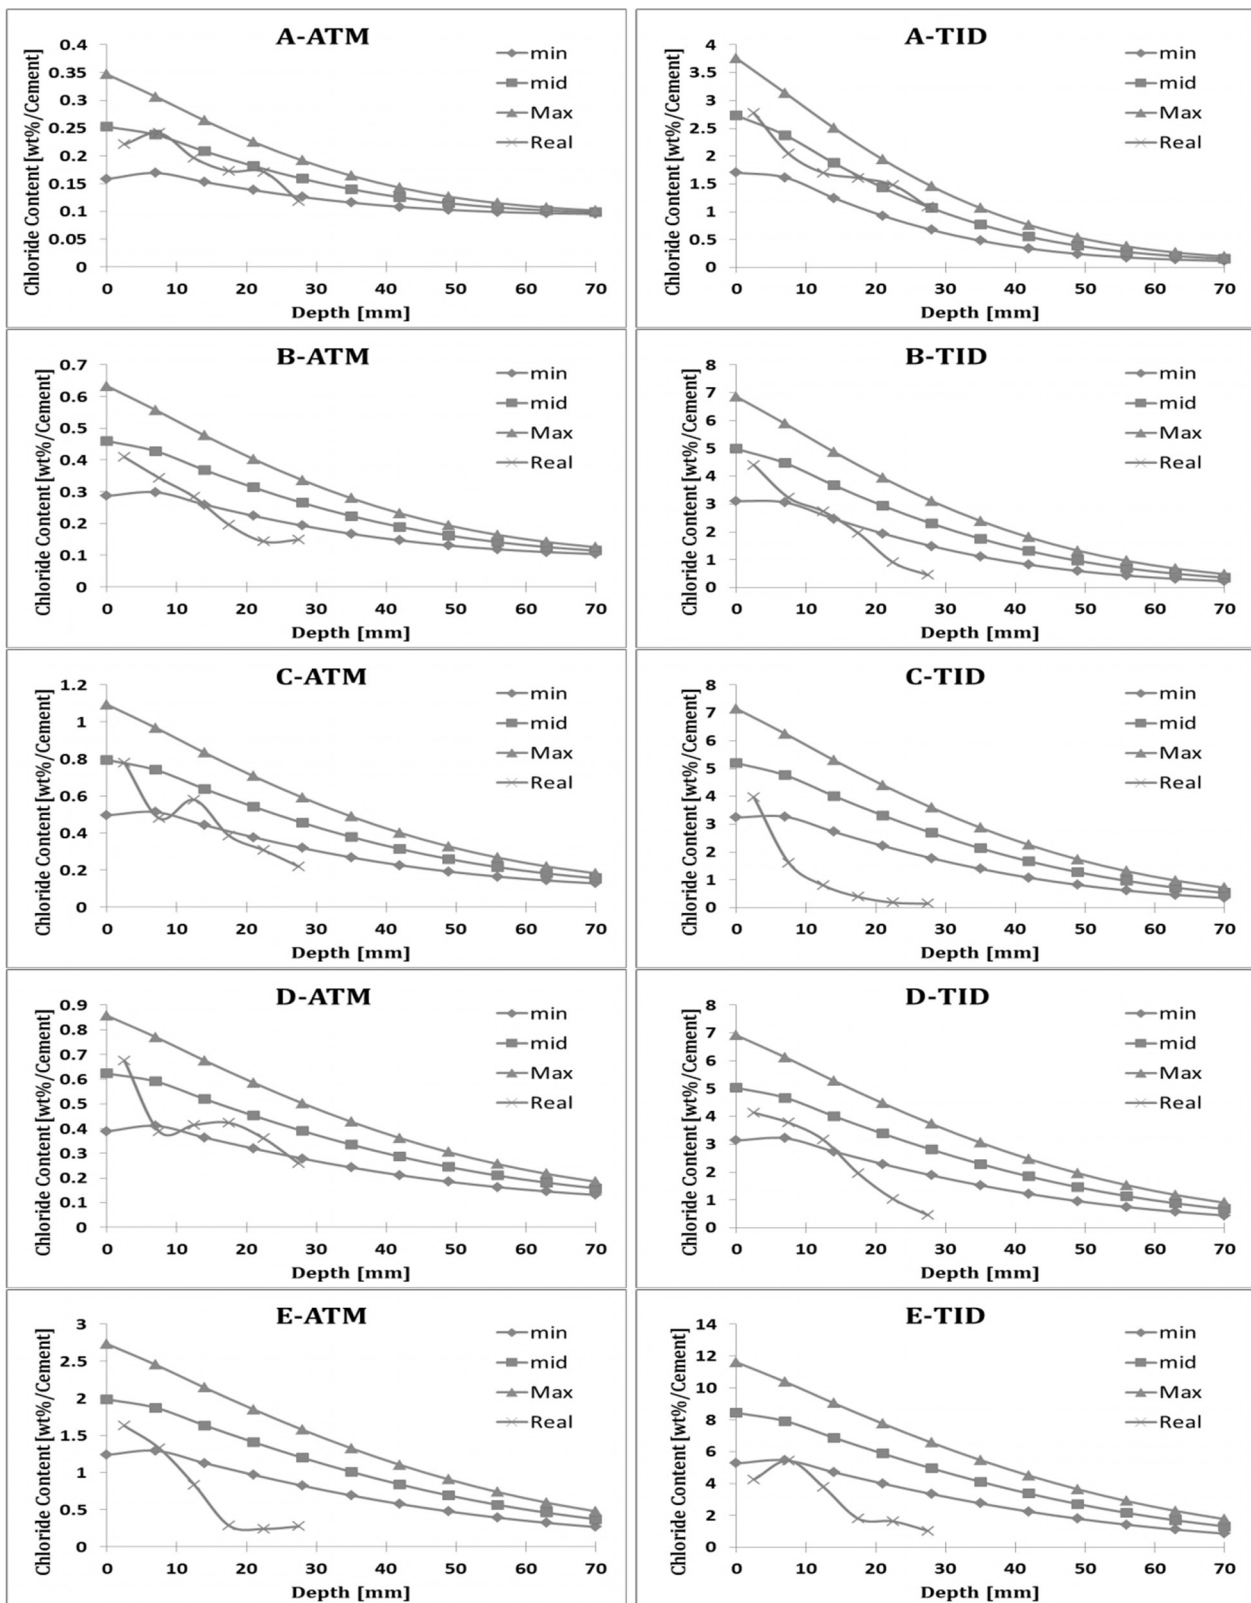 A-ATM
Chloride Content [wt%/Cement]
0.4
0.35
0.3
0.25
0.2
0.15
0.1
0.05
0
0 10 20 30 40 50 60 70
Depth [mm]
min
mid
Max
Real
A-TID
Chloride Content [wt%/Cement]
4
3.5
3
2.5
2
1.5
1
0.5
0
0 10 20 30 40 50 60 70
Depth [mm]
min
mid
Max
Real
B-ATM
Chloride Content [wt%/Cement]
0.7
0.6
0.5
0.4
0.3
0.2
0.1
0
0 10 20 30 40 50 60 70
Depth [mm]
min
mid
Max
Real
B-TID
Chloride Content [wt%/Cement]
8
7
6
5
4
3
2
1
0
0 10 20 30 40 50 60 70
Depth [mm]
min
mid
Max
Real
C-ATM
Chloride Content [wt%/Cement]
1.2
1
0.8
0.6
0.4
0.2
0
0 10 20 30 40 50 60 70
Depth [mm]
min
mid
Max
Real
C-TID
Chloride Content [wt%/Cement]
8
7
6
5
4
3
2
1
0
0 10 20 30 40 50 60 70
Depth [mm]
min
mid
Max
Real
D-ATM
Chloride Content [wt%/Cement]
0.9
0.8
0.7
0.6
0.5
0.4
0.3
0.2
0.1
0
0 10 20 30 40 50 60 70
Depth [mm]
min
mid
Max
Real
D-TID
Chloride Content [wt%/Cement]
8
7
6
5
4
3
2
1
0
0 10 20 30 40 50 60 70
Depth [mm]
min
mid
Max
Real
E-ATM
Chloride Content [wt%/Cement]
3
2.5
2
1.5
1
0.5
0
0 10 20 30 40 50 60 70
Depth [mm]
min
mid
Max
Real
E-TID
Chloride Content [wt%/Cement]
14
12
10
8
6
4
2
0
0 10 20 30 40 50 60 70
Depth [mm]
min
mid
Max
Real